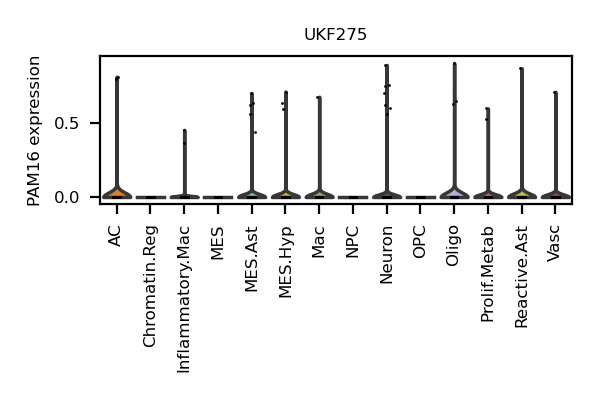 UKF275
PAM16 expression
0.5
0.0
AC
Chromatin.Reg
Inflammatory.Mac
MES
MES.Ast
MES.Hyp
Mac
NPC
Neuron
OPC
Oligo
Prolif.Metab
Reactive.Ast
Vasc